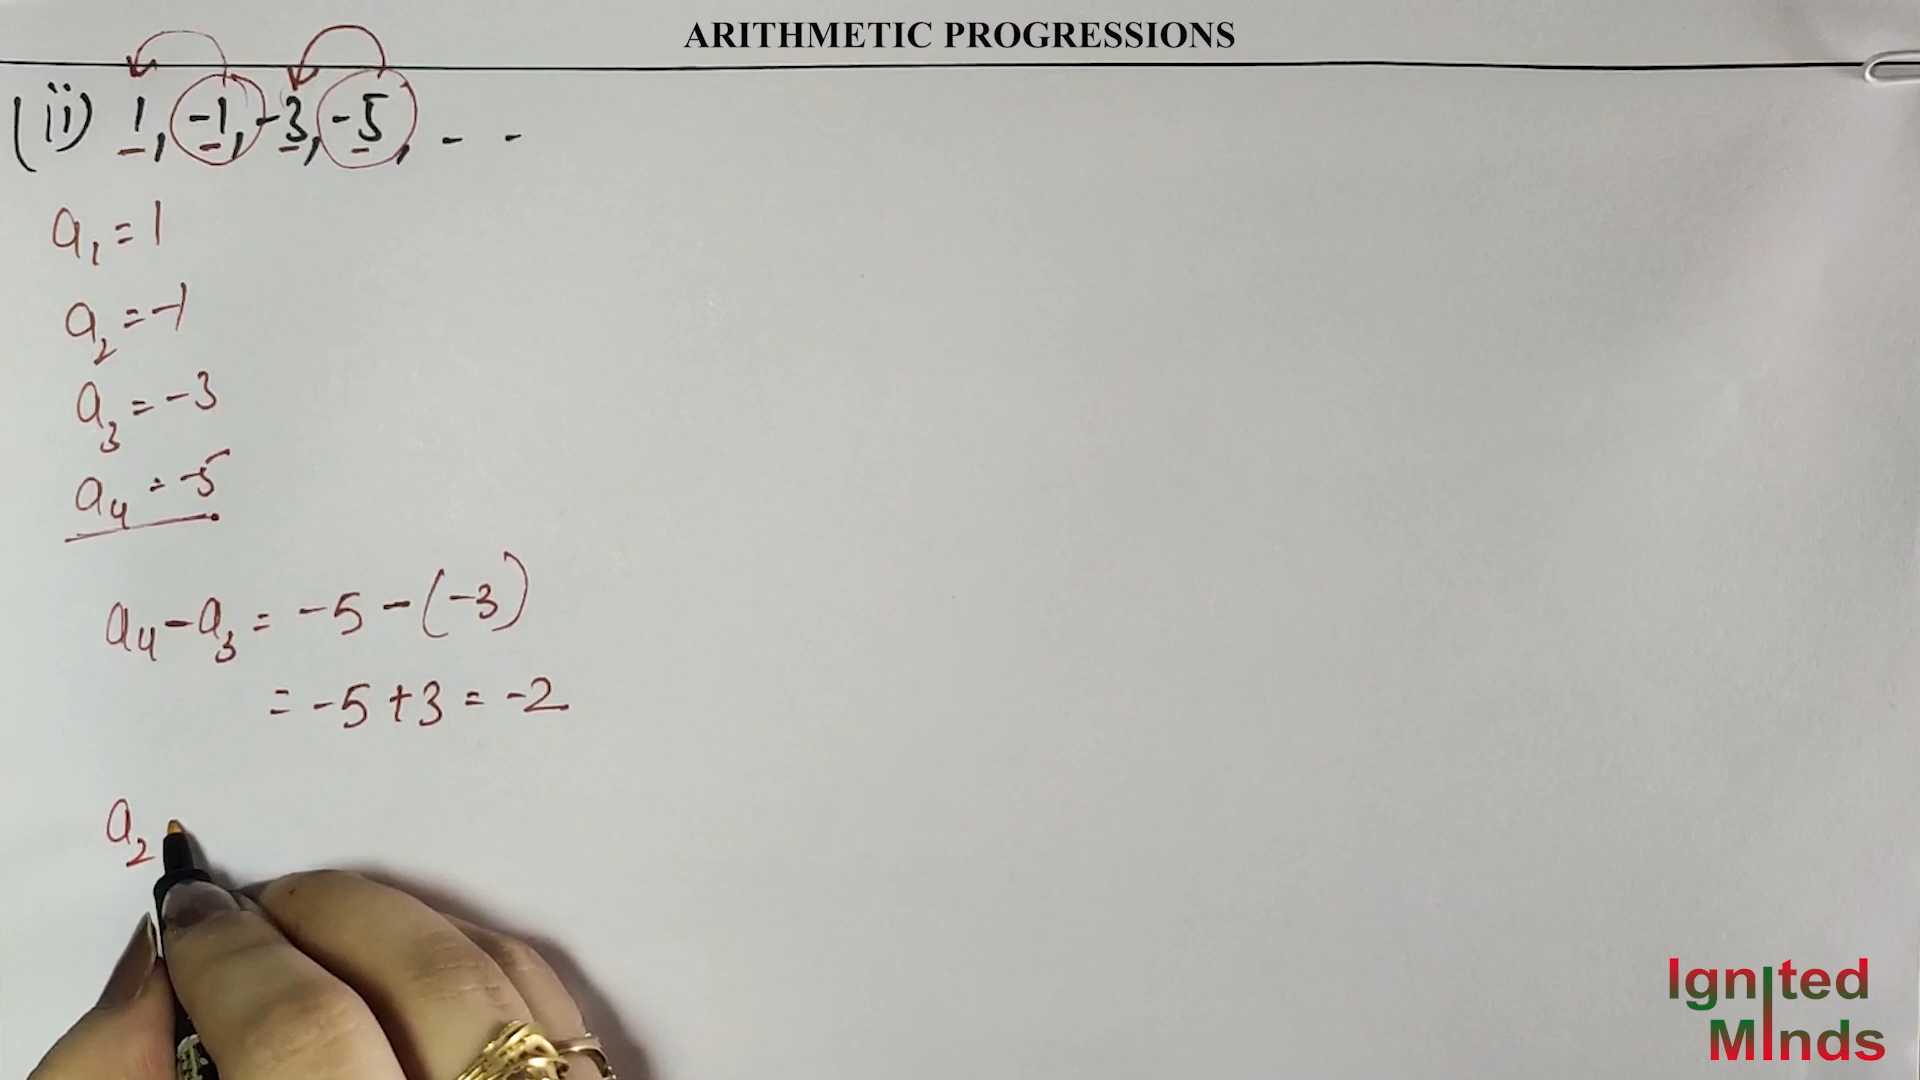 ARITHMETIC PROGRESSIONS
(ii) 1, -1, -3, -5, - -
a₁ = 1
a₂ = -1
a₃ = -3
a₄ = -5
a₄ - a₃ = -5 - (-3)
= -5 + 3 = -2
a₂
Ignited
Minds